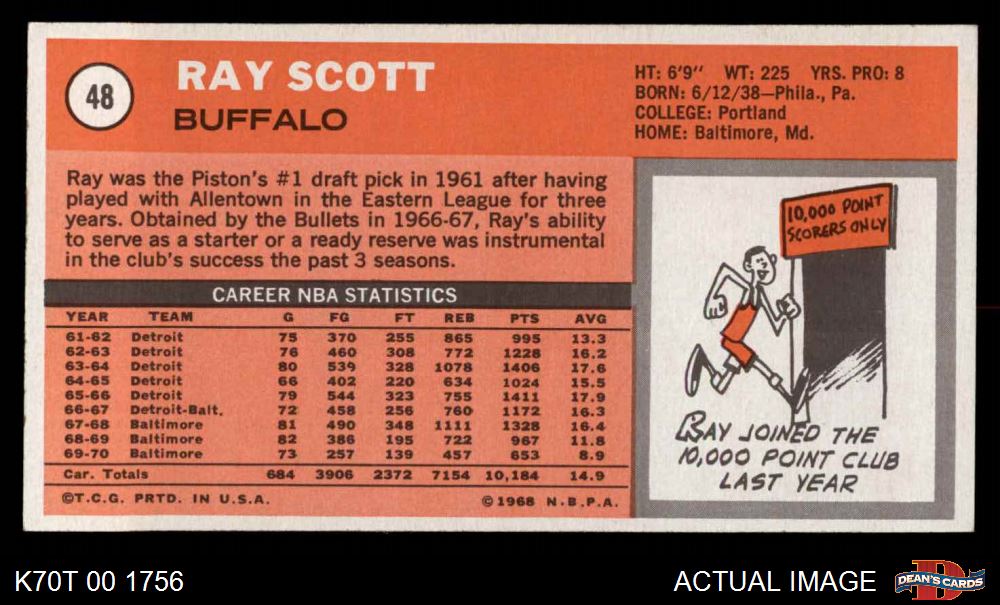 48
RAY SCOTT
BUFFALO
HT: 6'9" WT: 225 YRS. PRO: 8
BORN: 6/12/38—Phila., Pa.
COLLEGE: Portland
HOME: Baltimore, Md.
Ray was the Piston's #1 draft pick in 1961 after having
played with Allentown in the Eastern League for three
years. Obtained by the Bullets in 1966-67, Ray's ability
to serve as a starter or a ready reserve was instrumental
in the club's success the past 3 seasons.
CAREER NBA STATISTICS
YEAR TEAM G FG FT REB PTS AVG
61-62 Detroit 75 370 255 865 995 13.3
62-63 Detroit 76 460 308 772 1228 16.2
63-64 Detroit 80 539 328 1078 1406 17.6
64-65 Detroit 66 402 220 634 1024 15.5
65-66 Detroit 79 544 323 755 1411 17.9
66-67 Detroit-Balt. 72 458 256 760 1172 16.3
67-68 Baltimore 81 490 348 1111 1328 16.4
68-69 Baltimore 82 386 195 722 967 11.8
69-70 Baltimore 73 257 139 457 653 8.9
Car. Totals 684 3906 2372 7154 10,184 14.9
©T.C.G. PRTD. IN U.S.A. ©1968 N.B.P.A.
10,000 POINT
SCORERS ONLY
RAY JOINED THE
10,000 POINT CLUB
LAST YEAR
K70T 00 1756
ACTUAL IMAGE
D
DEAN'S CARDS